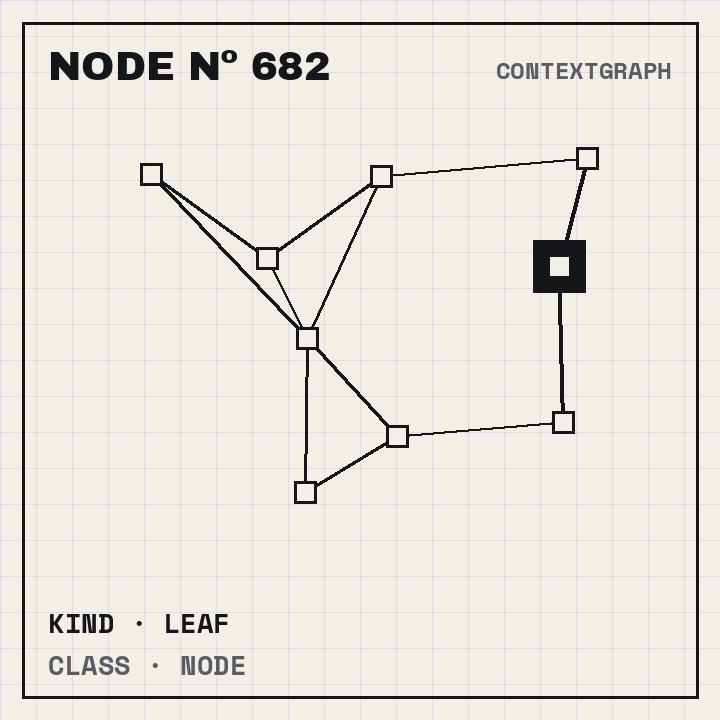 NODE Nº 682
CONTEXTGRAPH
KIND · LEAF
CLASS · NODE